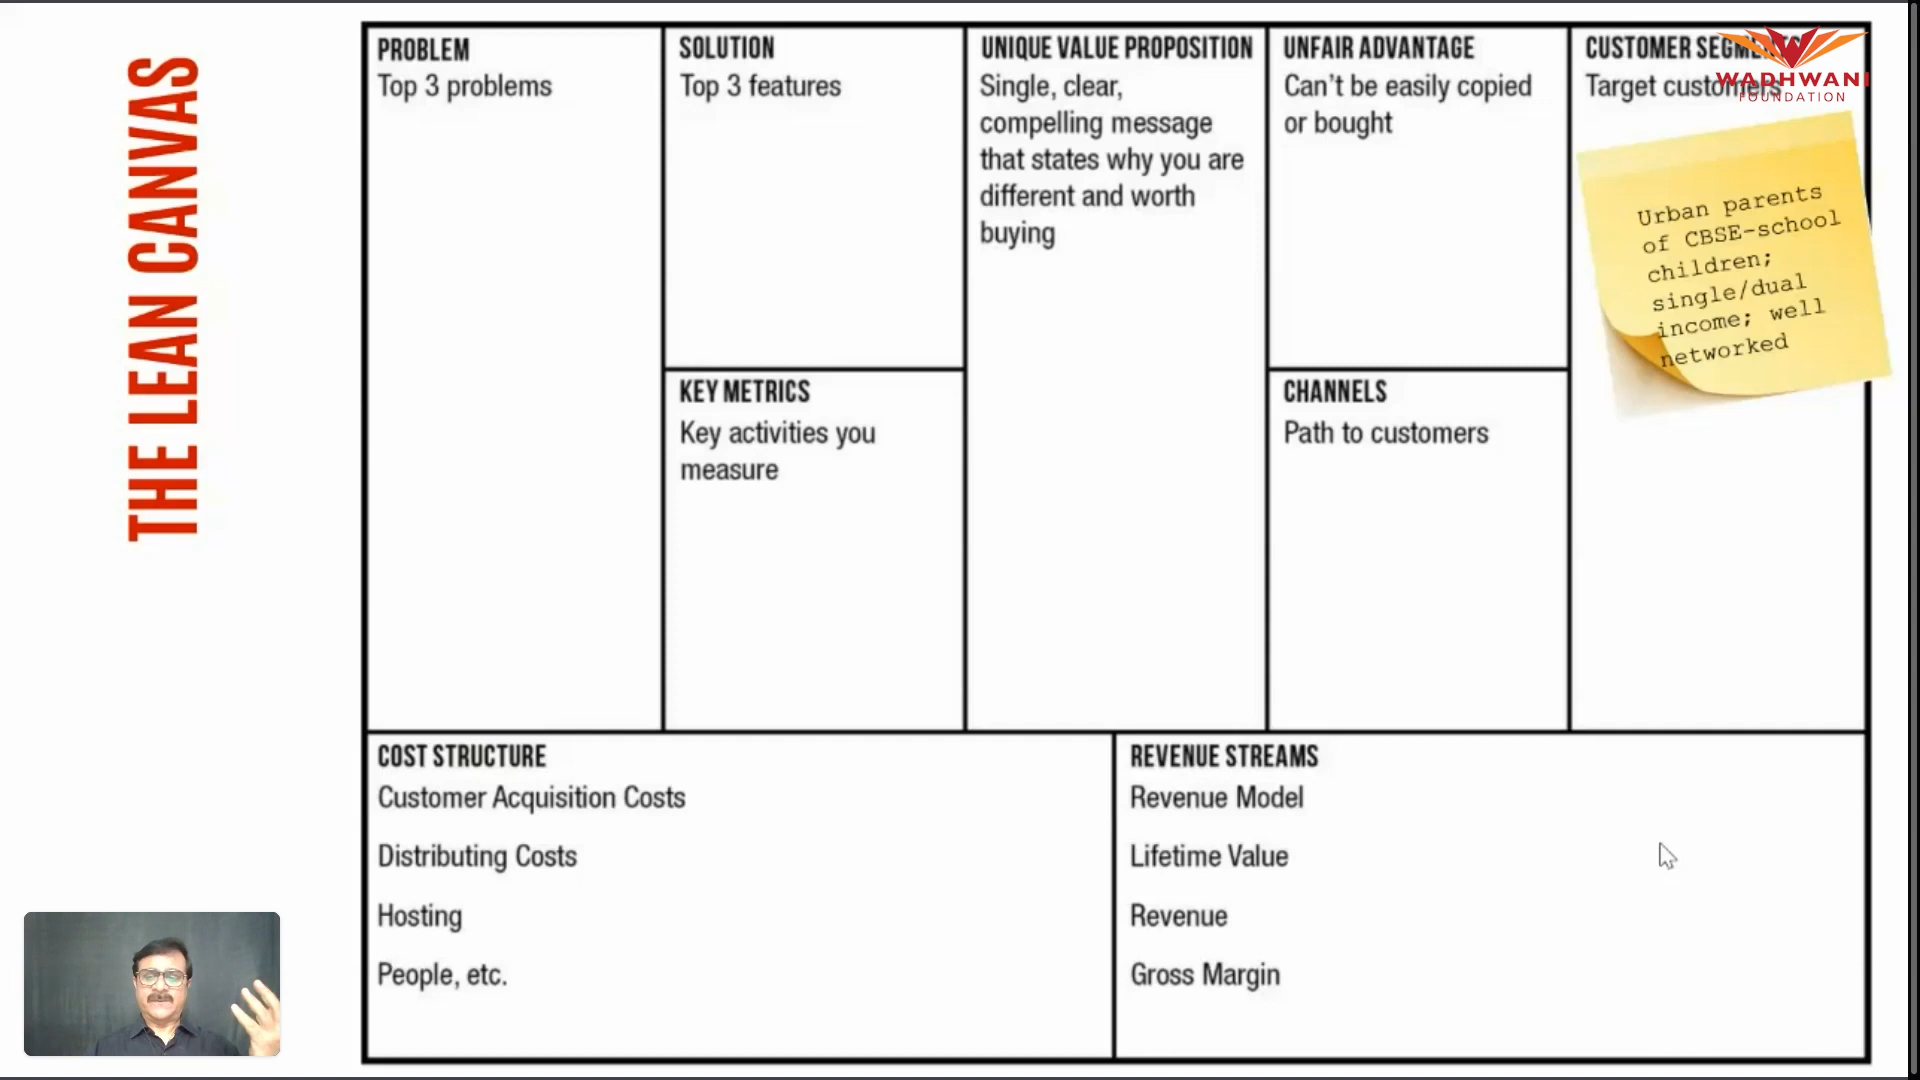 THE LEAN CANVAS
PROBLEM
Top 3 problems
SOLUTION
Top 3 features
KEY METRICS
Key activities you
measure
UNIQUE VALUE PROPOSITION
Single, clear,
compelling message
that states why you are
different and worth
buying
UNFAIR ADVANTAGE
Can't be easily copied
or bought
CHANNELS
Path to customers
CUSTOMER SEGMENTS
Target customers
WADHWANI
FOUNDATION
Urban parents
of CBSE-school
children;
single/dual
income; well
networked
COST STRUCTURE
Customer Acquisition Costs
Distributing Costs
Hosting
People, etc.
REVENUE STREAMS
Revenue Model
Lifetime Value
Revenue
Gross Margin